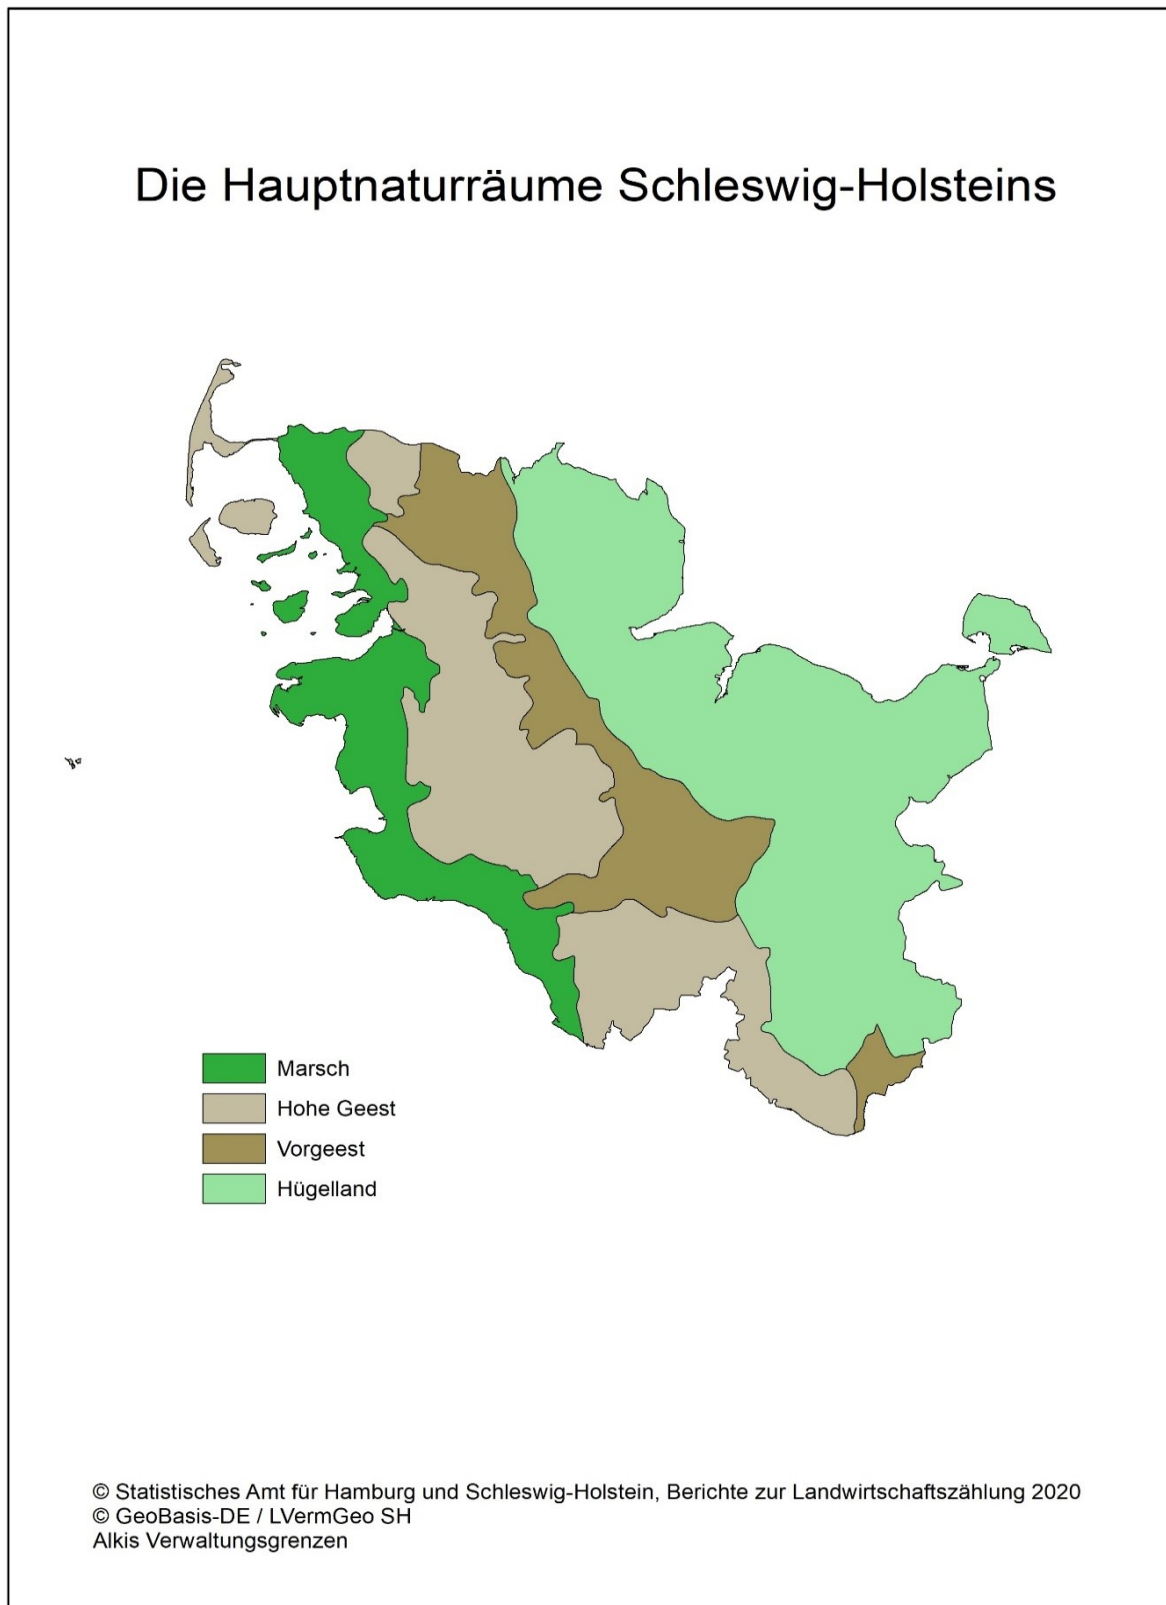 Die Hauptnaturräume Schleswig-Holsteins
Marsch
Hohe Geest
Vorgeest
Hügelland
© Statistisches Amt für Hamburg und Schleswig-Holstein, Berichte zur Landwirtschaftszählung 2020
© GeoBasis-DE / LVermGeo SH
Alkis Verwaltungsgrenzen